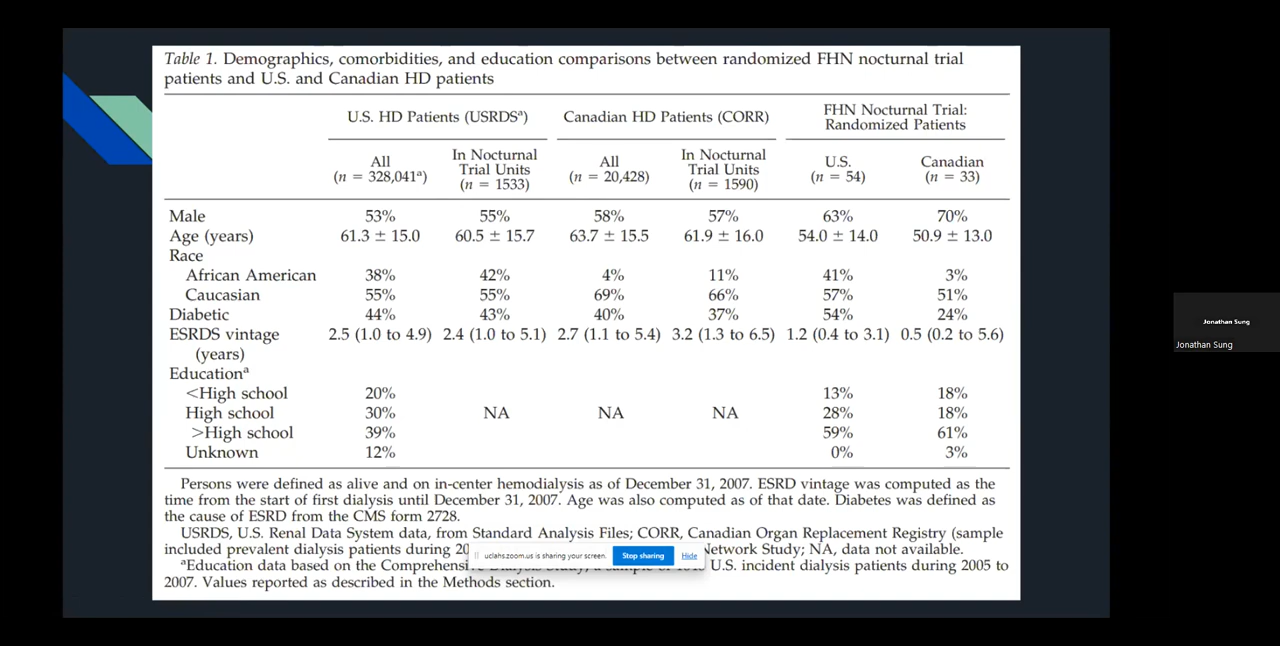 Table 1. Demographics, comorbidities, and education comparisons between randomized FHN nocturnal trial
patients and U.S. and Canadian HD patients
U.S. HD Patients (USRDSa) Canadian HD Patients (CORR) FHN Nocturnal Trial:
Randomized Patients
All In Nocturnal All In Nocturnal U.S. Canadian
(n = 328,041a) Trial Units (n = 20,428) Trial Units (n = 54) (n = 33)
(n = 1533) (n = 1590)
Male 53% 55% 58% 57% 63% 70%
Age (years) 61.3 ± 15.0 60.5 ± 15.7 63.7 ± 15.5 61.9 ± 16.0 54.0 ± 14.0 50.9 ± 13.0
Race
African American 38% 42% 4% 11% 41% 3%
Caucasian 55% 55% 69% 66% 57% 51%
Diabetic 44% 43% 40% 37% 54% 24%
ESRDS vintage 2.5 (1.0 to 4.9) 2.4 (1.0 to 5.1) 2.7 (1.1 to 5.4) 3.2 (1.3 to 6.5) 1.2 (0.4 to 3.1) 0.5 (0.2 to 5.6)
(years)
Educationa
<High school 20% 13% 18%
High school 30% NA NA NA 28% 18%
>High school 39% 59% 61%
Unknown 12% 0% 3%
Persons were defined as alive and on in-center hemodialysis as of December 31, 2007. ESRD vintage was computed as the
time from the start of first dialysis until December 31, 2007. Age was also computed as of that date. Diabetes was defined as
the cause of ESRD from the CMS form 2728.
USRDS, U.S. Renal Data System data, from Standard Analysis Files; CORR, Canadian Organ Replacement Registry (sample
included prevalent dialysis patients during Network Study; NA, data not available.
aEducation data based on the Comprehensive U.S. incident dialysis patients during 2005 to
2007. Values reported as described in the Methods section.
uclahs.zoom.us is sharing your screen. Stop sharing Hide
Jonathan Sung
Jonathan Sung